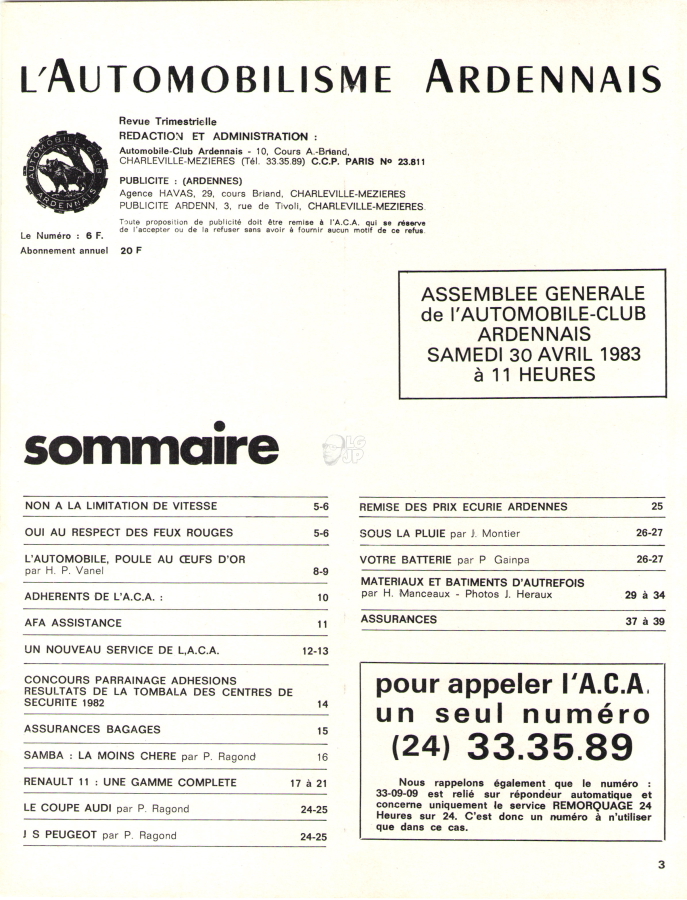 L'AUTOMOBILISME ARDENNAIS
Revue Trimestrielle
REDACTION ET ADMINISTRATION :
Automobile-Club Ardennais - 10, Cours A.-Briand,
CHARLEVILLE-MEZIERES (Tél. 33.35.89) C.C.P. PARIS No 23.811
PUBLICITE : (ARDENNES)
Agence HAVAS, 29, cours Briand, CHARLEVILLE-MEZIERES
PUBLICITE ARDENN, 3, rue de Tivoli, CHARLEVILLE-MEZIERES.
Toute proposition de publicité doit être remise à l'A.C.A. qui se réserve
de l'accepter ou de la refuser sans avoir à fournir aucun motif de ce refus.
AUTOMOBILE-CLUB
ARDENNAIS
Le Numéro : 6 F.
Abonnement annuel 20 F
ASSEMBLEE GENERALE
de l'AUTOMOBILE-CLUB
ARDENNAIS
SAMEDI 30 AVRIL 1983
à 11 HEURES
sommaire
LG
JP
NON A LA LIMITATION DE VITESSE 5-6
OUI AU RESPECT DES FEUX ROUGES 5-6
L'AUTOMOBILE, POULE AU ŒUFS D'OR
par H. P. Vanel 8-9
ADHERENTS DE L'A.C.A. : 10
AFA ASSISTANCE 11
UN NOUVEAU SERVICE DE L,A.C.A. 12-13
CONCOURS PARRAINAGE ADHESIONS
RESULTATS DE LA TOMBALA DES CENTRES DE
SECURITE 1982 14
ASSURANCES BAGAGES 15
SAMBA : LA MOINS CHERE par P. Ragond 16
RENAULT 11 : UNE GAMME COMPLETE 17 à 21
LE COUPE AUDI par P. Ragond 24-25
J S PEUGEOT par P. Ragond 24-25
REMISE DES PRIX ECURIE ARDENNES 25
SOUS LA PLUIE par J. Montier 26-27
VOTRE BATTERIE par P Gainpa 26-27
MATERIAUX ET BATIMENTS D'AUTREFOIS
par H. Manceaux - Photos J. Heraux 29 à 34
ASSURANCES 37 à 39
pour appeler l'A.C.A.
un seul numéro
(24) 33.35.89
Nous rappelons également que le numéro :
33-09-09 est relié sur répondeur automatique et
concerne uniquement le service REMORQUAGE 24
Heures sur 24. C'est donc un numéro à n'utiliser
que dans ce cas.
3